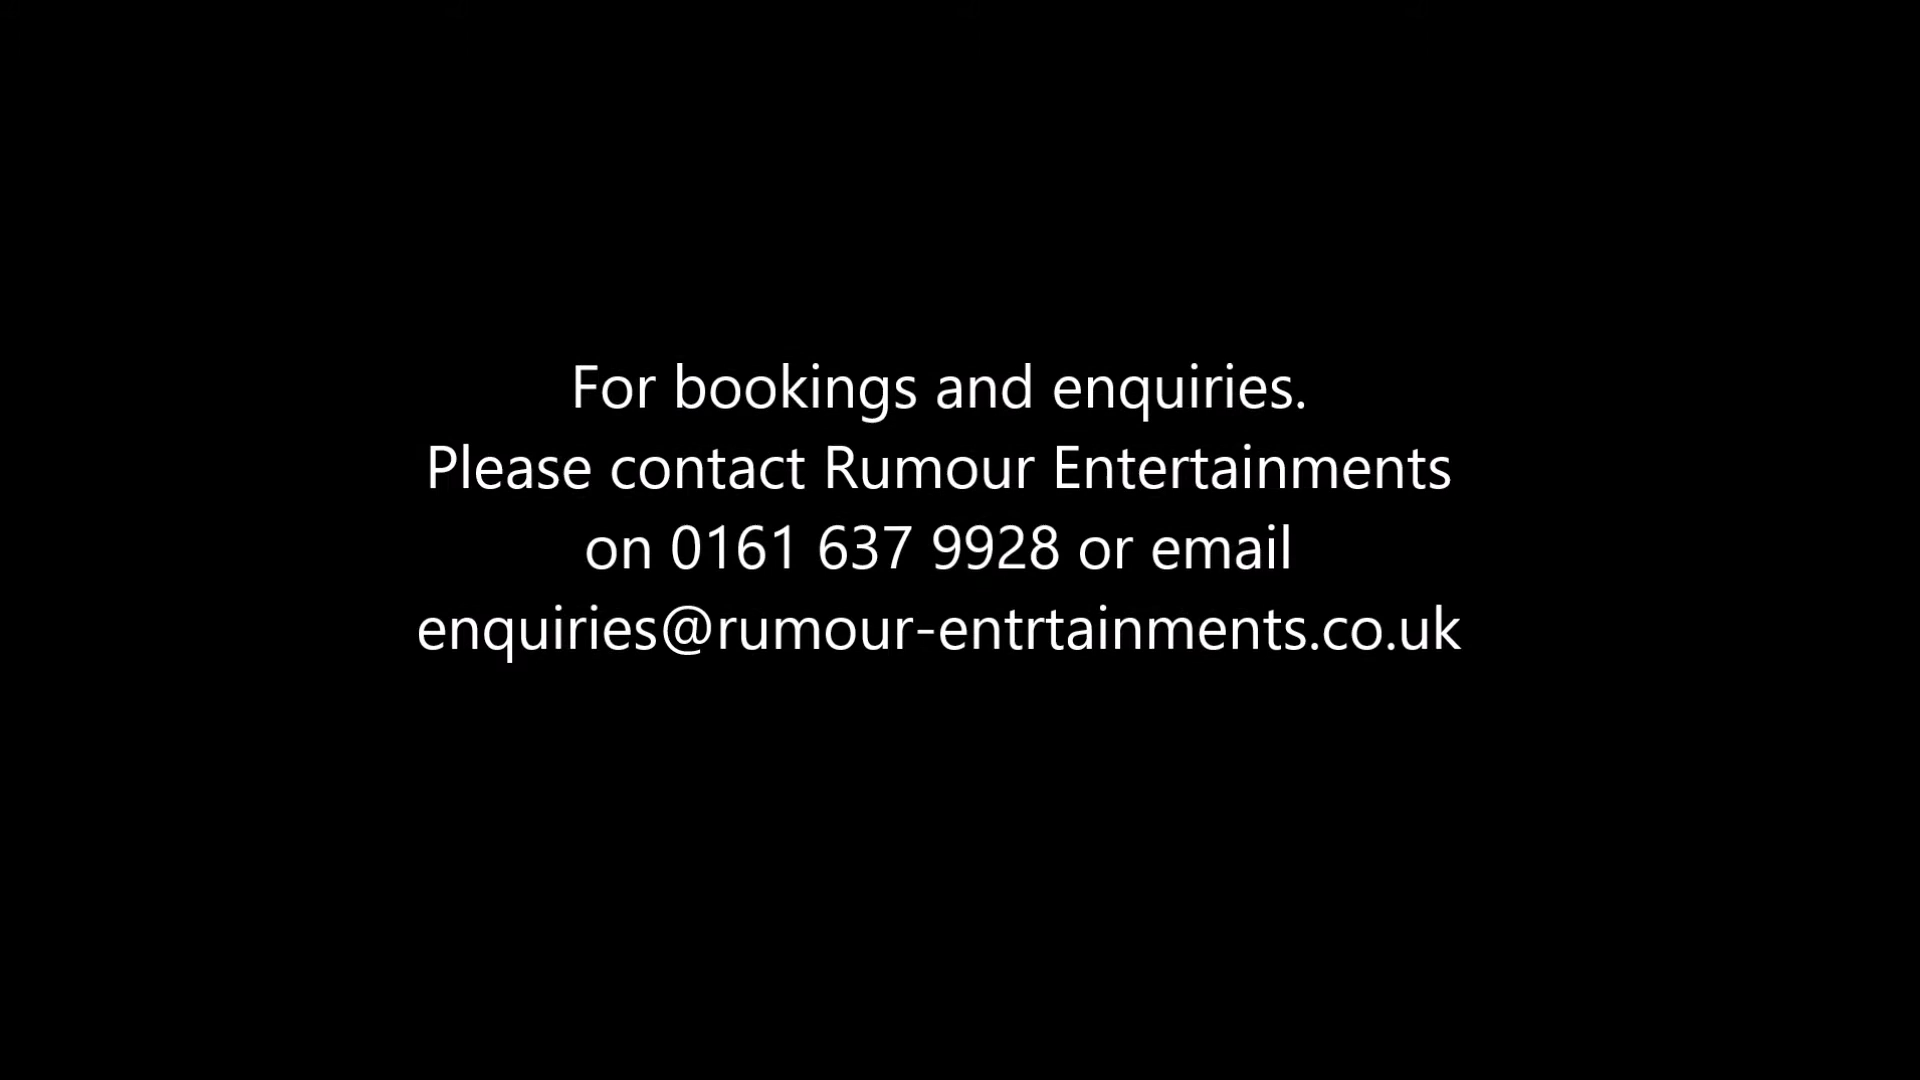 For bookings and enquiries.
Please contact Rumour Entertainments
on 0161 637 9928 or email
enquiries@rumour-entrtainments.co.uk